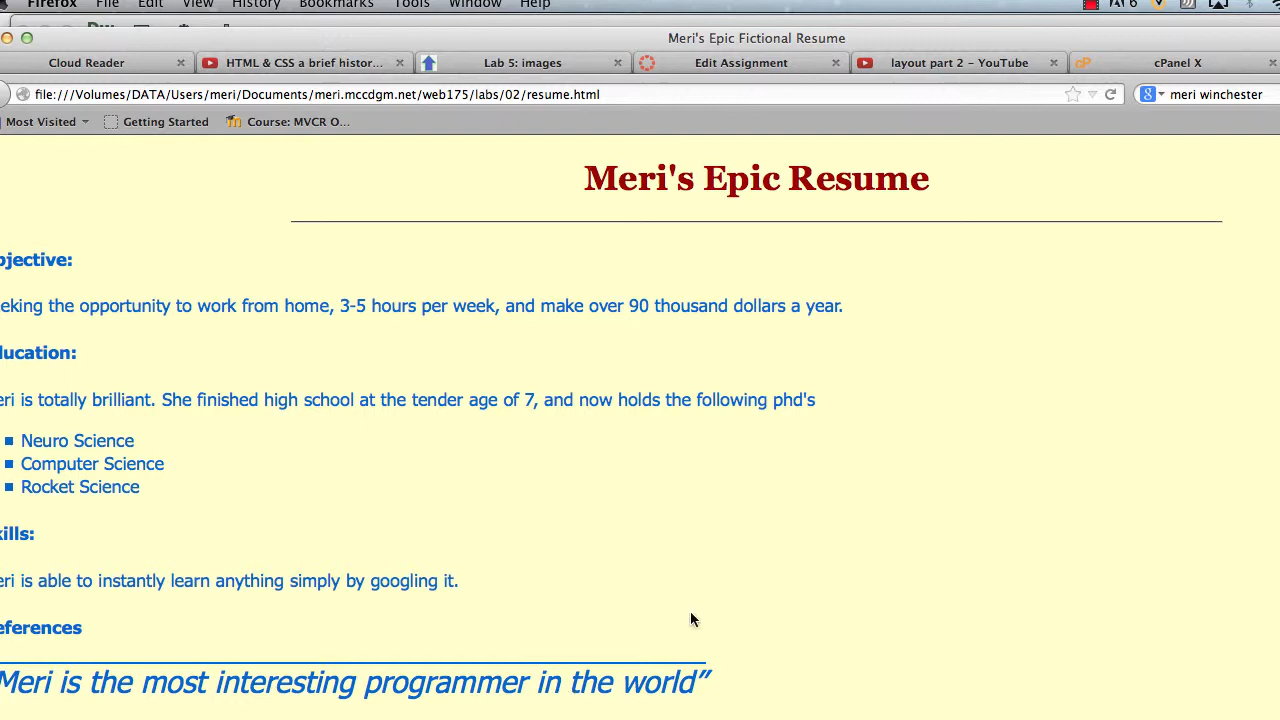 Firefox File Edit View History Bookmarks Tools Window Help
Meri's Epic Fictional Resume
Cloud Reader HTML & CSS a brief histor... Lab 5: images Edit Assignment layout part 2 – YouTube cPanel X
file:///Volumes/DATA/Users/meri/Documents/meri.mccdgm.net/web175/labs/02/resume.html meri winchester
Most Visited Getting Started Course: MVCR O...
Meri's Epic Resume
bjective:
eking the opportunity to work from home, 3-5 hours per week, and make over 90 thousand dollars a year.
ducation:
eri is totally brilliant. She finished high school at the tender age of 7, and now holds the following phd's
Neuro Science
Computer Science
Rocket Science
kills:
eri is able to instantly learn anything simply by googling it.
eferences
Meri is the most interesting programmer in the world”